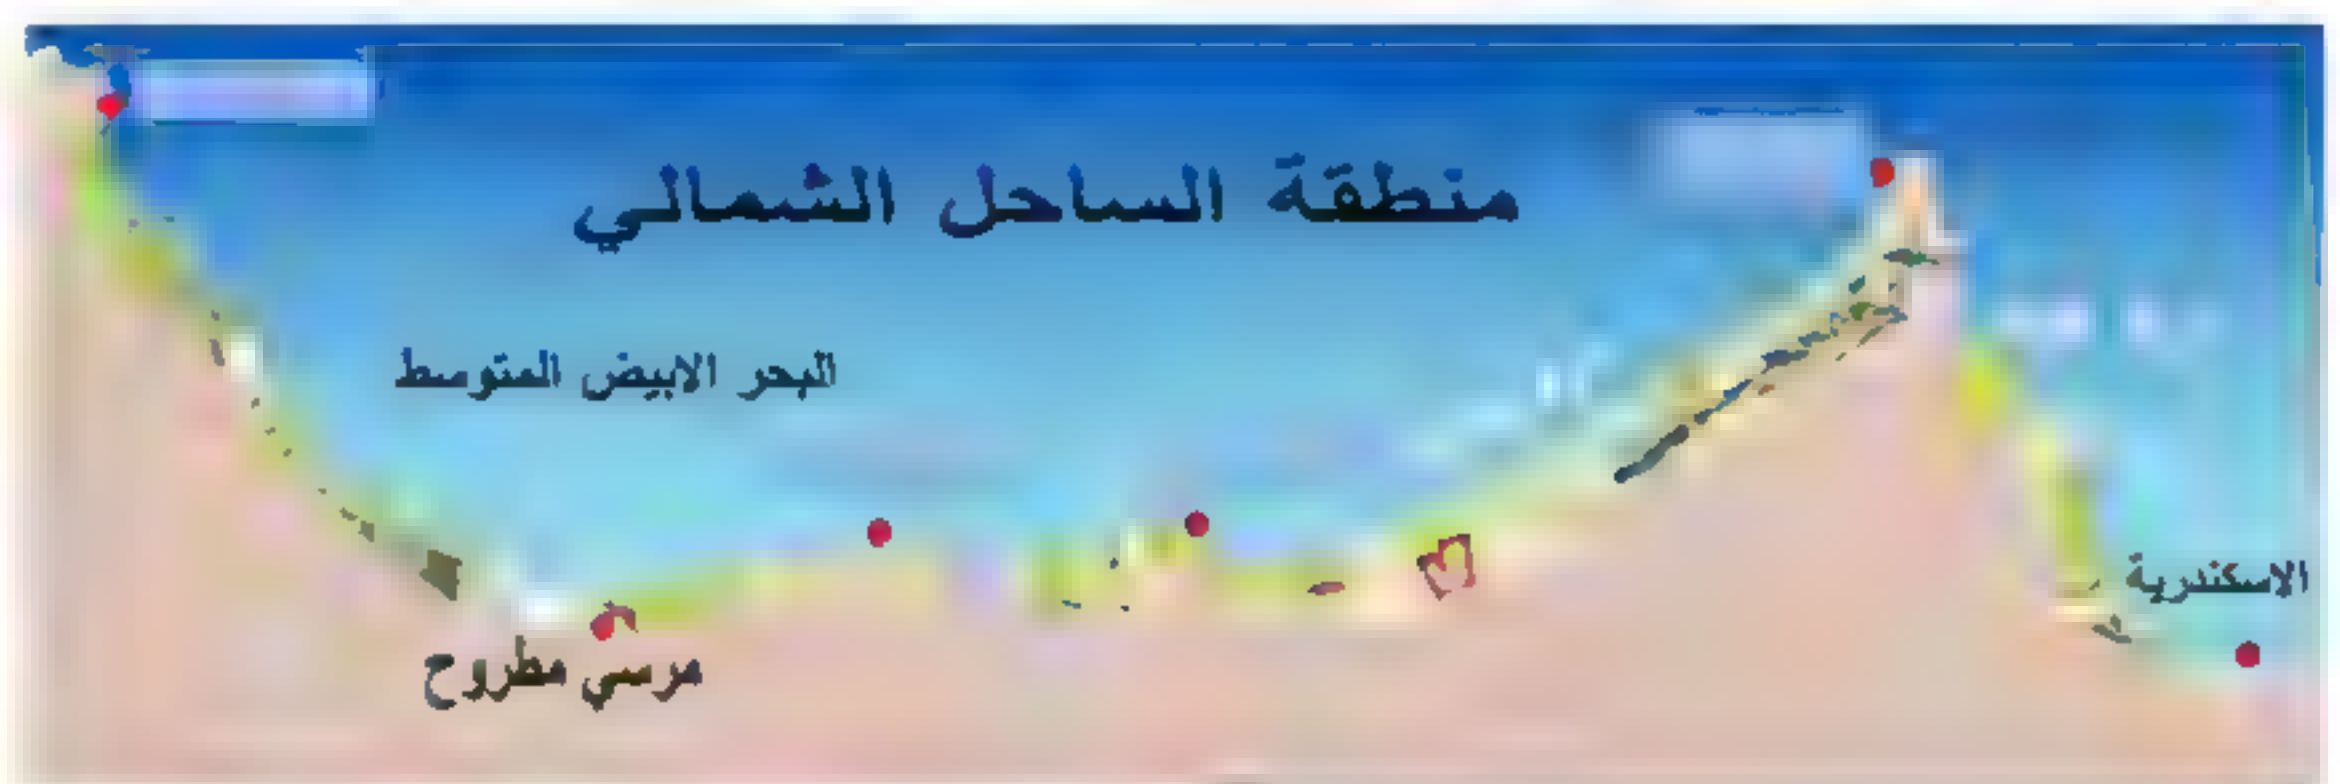 منطقة الساحل الشمالي
البحر الابيض المتوسط
الاسكندرية
مرسي مطروح